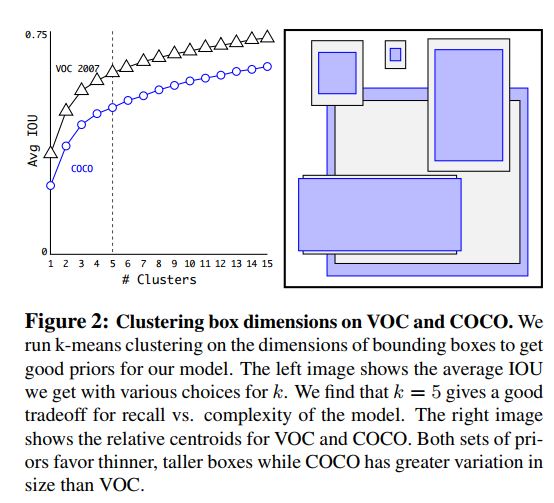 0.75
VOC 2007
Avg IOU
COCO
0
1 2 3 4 5 6 7 8 9 10 11 12 13 14 15
# Clusters
Figure 2: Clustering box dimensions on VOC and COCO. We
run k-means clustering on the dimensions of bounding boxes to get
good priors for our model. The left image shows the average IOU
we get with various choices for k. We find that k = 5 gives a good
tradeoff for recall vs. complexity of the model. The right image
shows the relative centroids for VOC and COCO. Both sets of pri-
ors favor thinner, taller boxes while COCO has greater variation in
size than VOC.